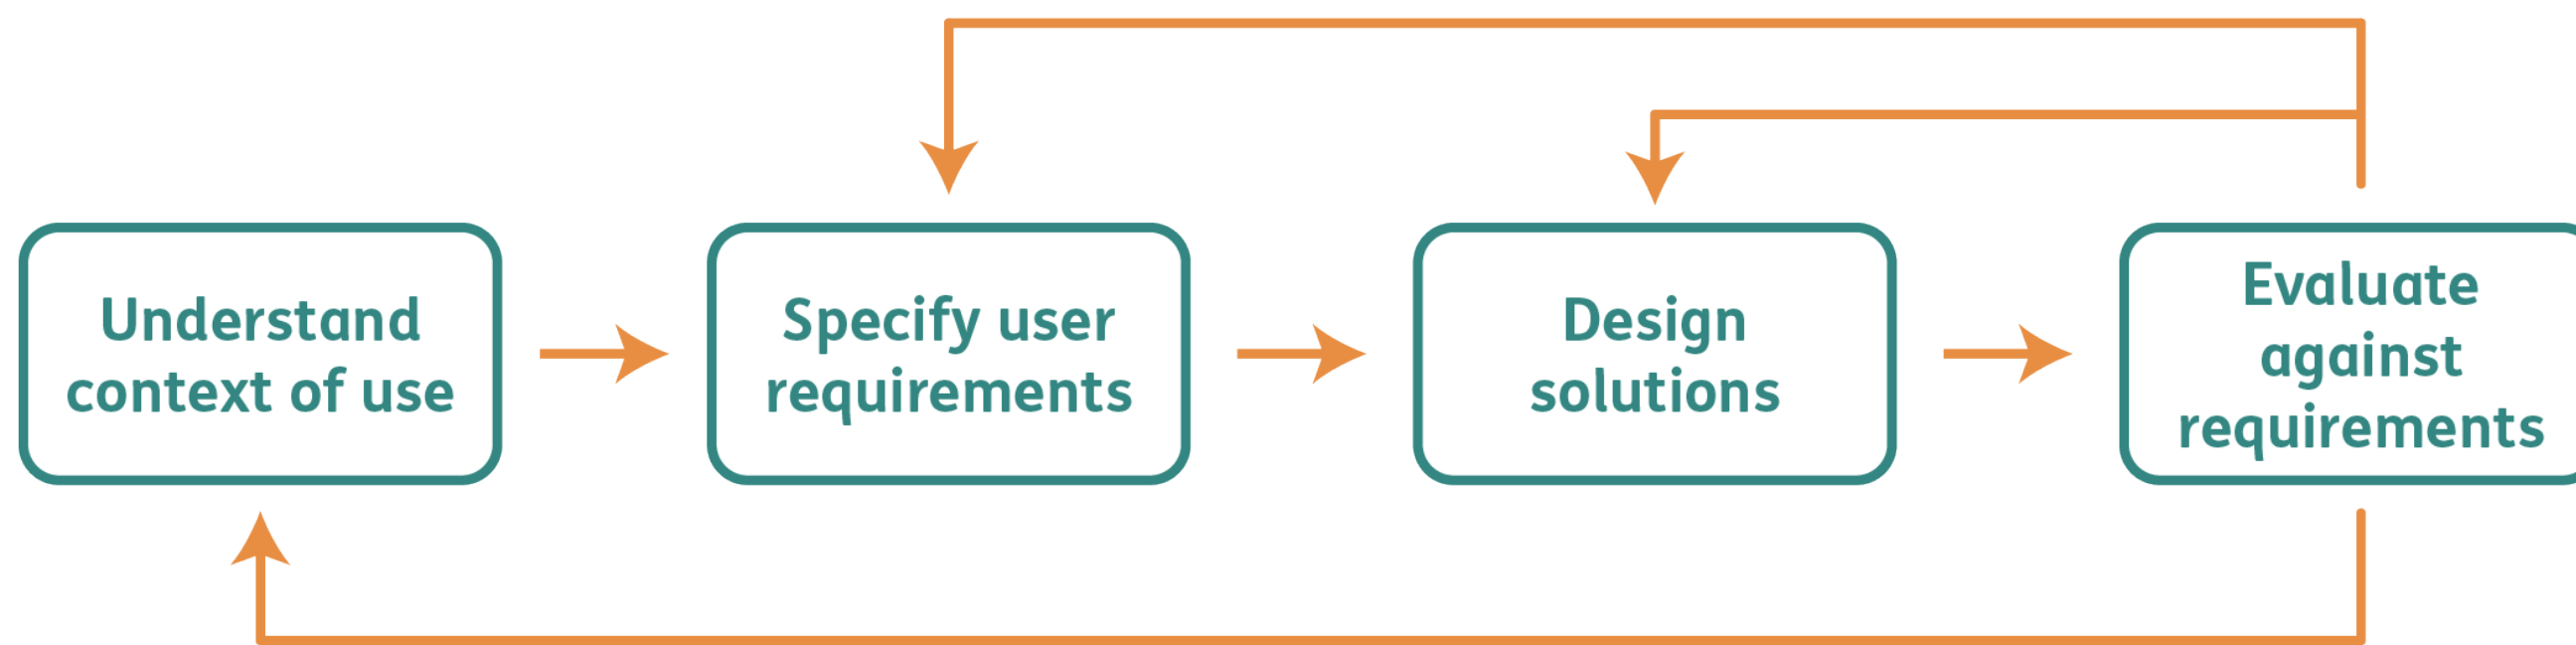 Understand
context of use
Specify user
requirements
Design
solutions
Evaluate
against
requirements